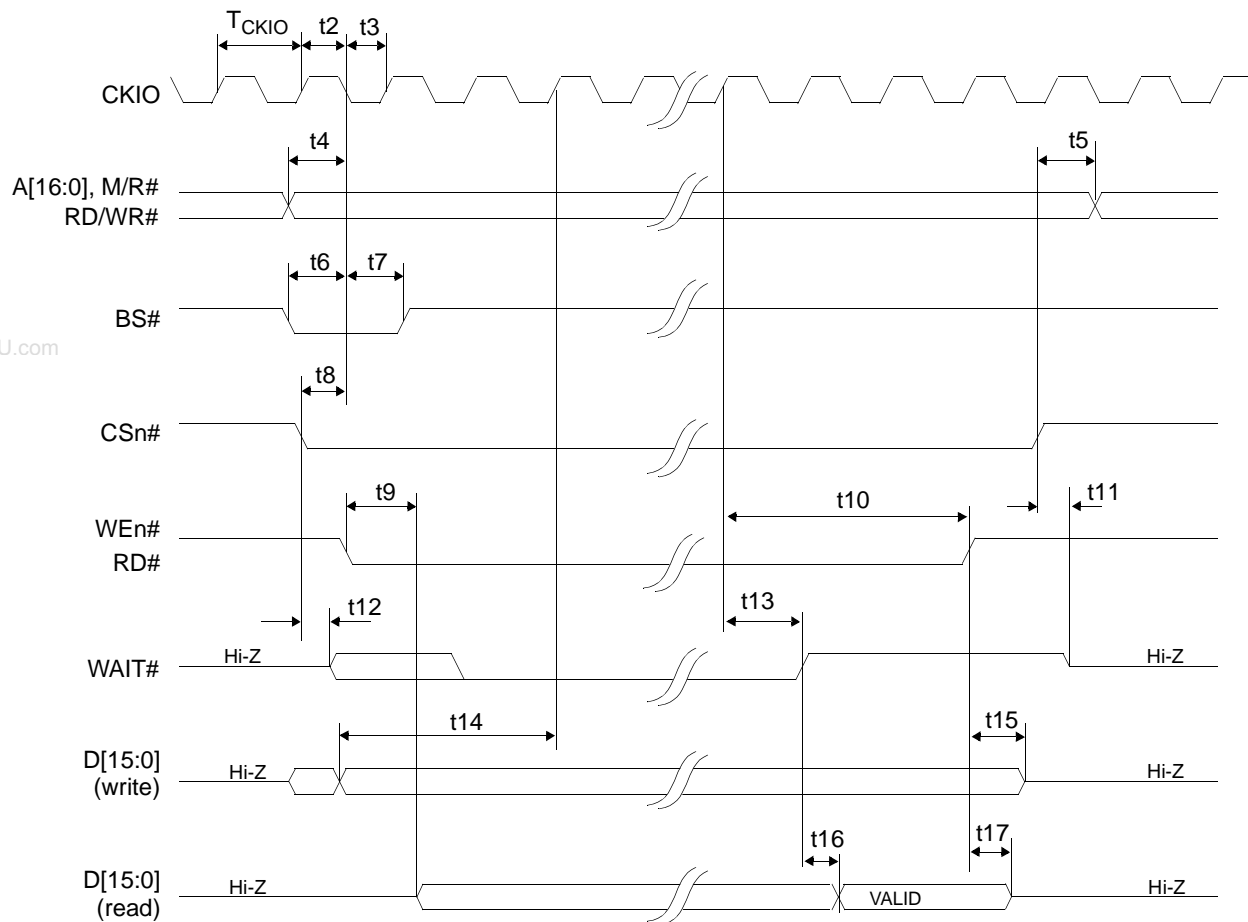 TCKIO t2 t3
CKIO
t4 t5
A[16:0], M/R#
RD/WR#
t6 t7
BS#
U.com
t8
CSn#
t9 t10 t11
WEn#
RD#
t12 t13
WAIT# Hi-Z Hi-Z
t14 t15
D[15:0]
(write) Hi-Z Hi-Z
t16 t17
D[15:0]
(read) Hi-Z VALID Hi-Z